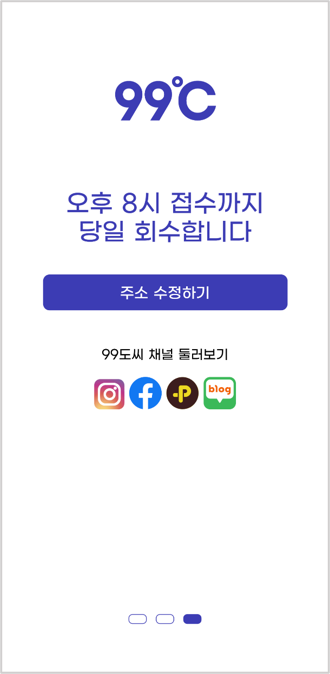 99°C
오후 8시 접수까지
당일 회수합니다
주소 수정하기
99도씨 채널 둘러보기
f P blog